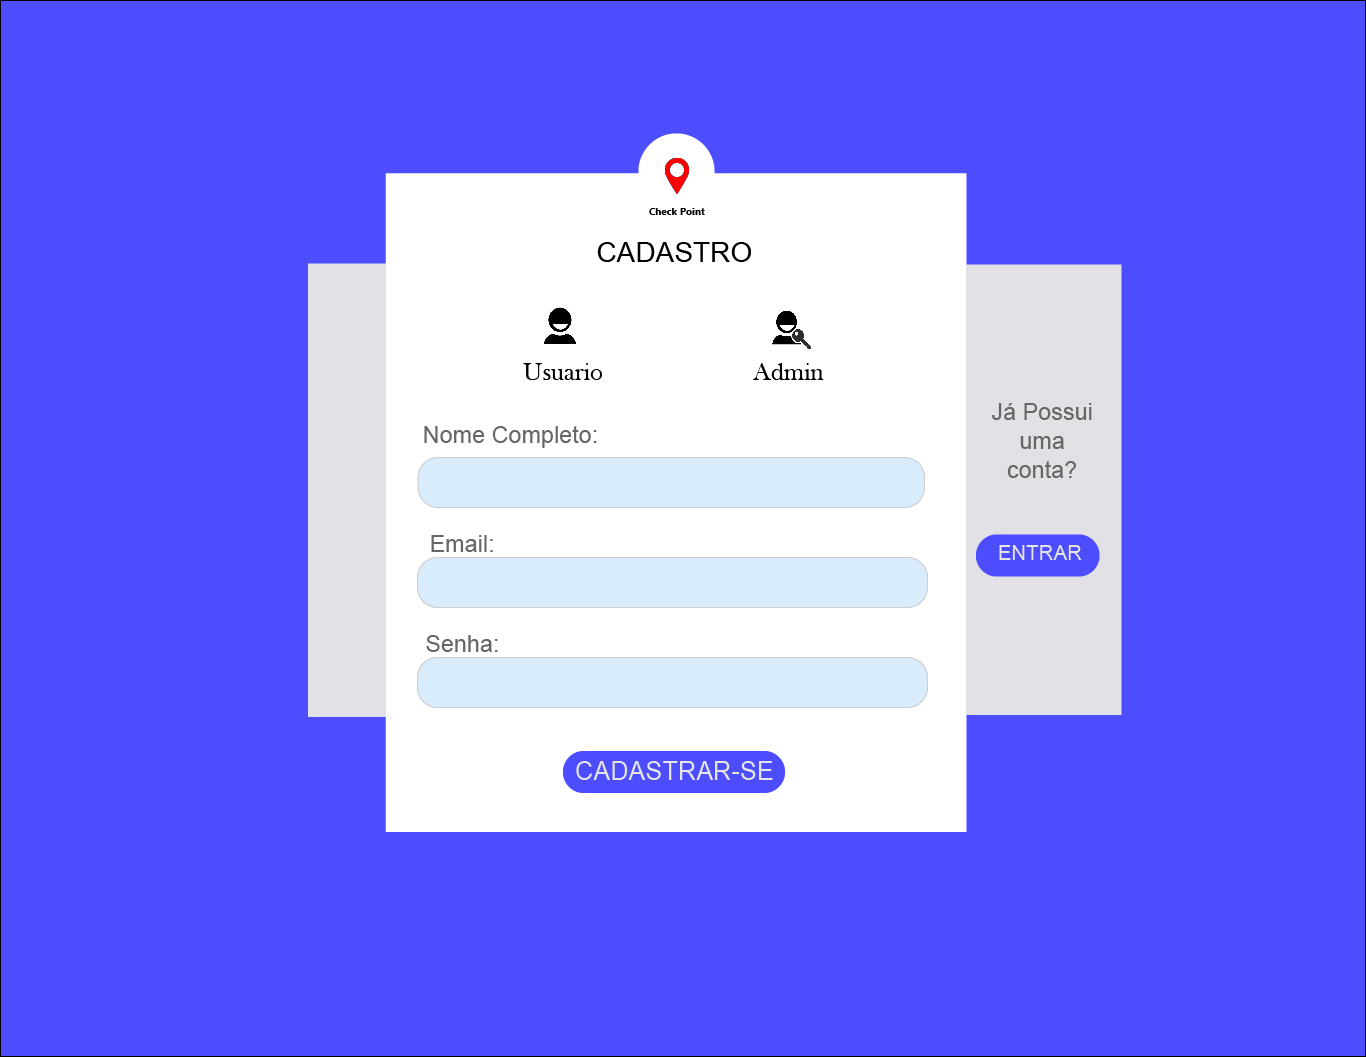 Check Point
CADASTRO
Usuario
Admin
Nome Completo:
Email:
Senha:
CADASTRAR-SE
Já Possui
uma
conta?
ENTRAR